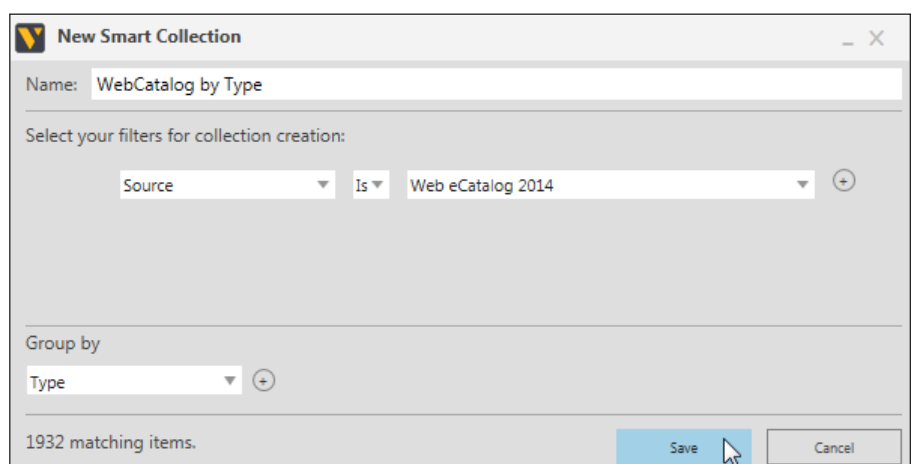 New Smart Collection
Name: WebCatalog by Type
Select your filters for collection creation:
Source Is Web eCatalog 2014
Group by
Type
1932 matching items. Save Cancel